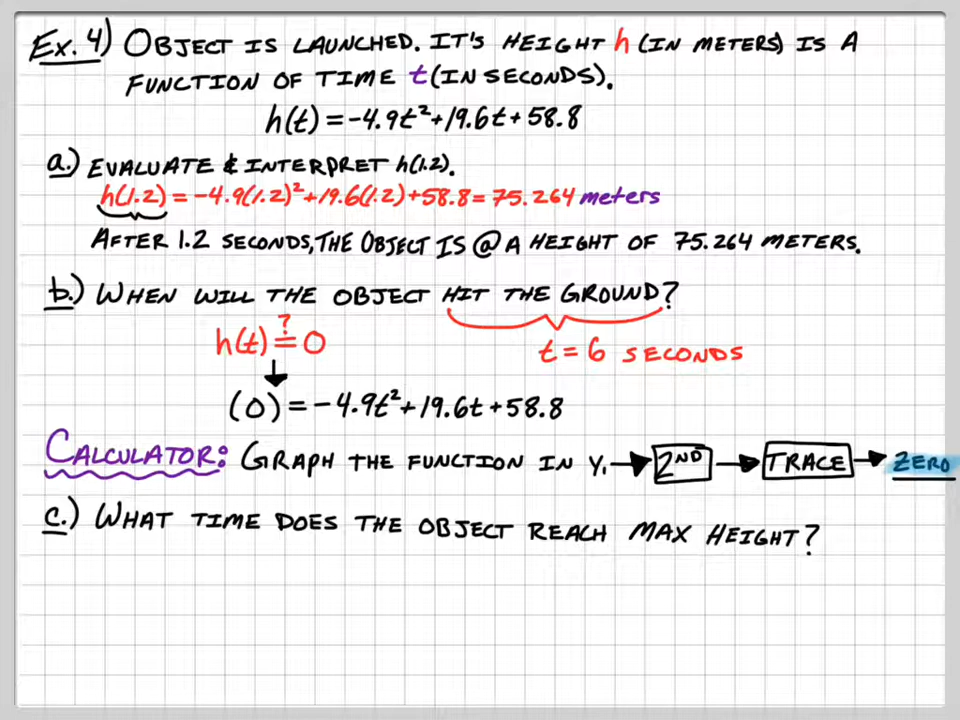 Ex. 4) OBJECT IS LAUNCHED. IT'S HEIGHT h (IN METERS) IS A
FUNCTION OF TIME t (IN SECONDS).
h(t) = -4.9t² + 19.6t + 58.8
a.) EVALUATE & INTERPRET h(1.2).
h(1.2) = -4.9(1.2)² + 19.6(1.2) + 58.8 = 75.264 meters
AFTER 1.2 SECONDS, THE OBJECT IS @ A HEIGHT OF 75.264 METERS.
b.) WHEN WILL THE OBJECT HIT THE GROUND?
h(t) ?= 0
t = 6 SECONDS
(0) = -4.9t² + 19.6t + 58.8
CALCULATOR: GRAPH THE FUNCTION IN Y₁ → 2ND → TRACE → ZERO
c.) WHAT TIME DOES THE OBJECT REACH MAX HEIGHT?